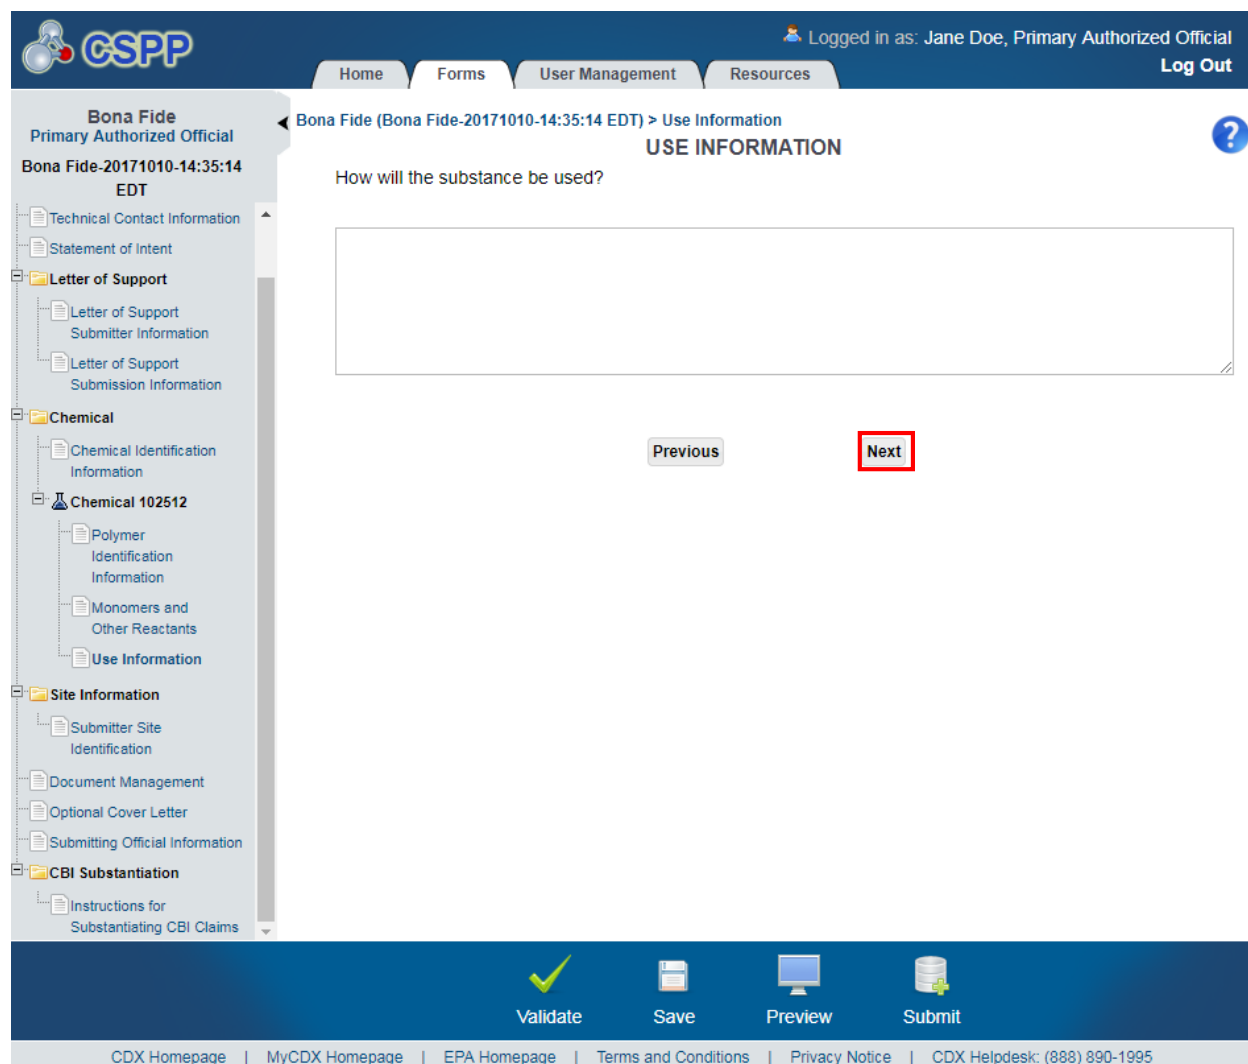 CSPP
Logged in as: Jane Doe, Primary Authorized Official
Log Out
Home
Forms
User Management
Resources
Bona Fide
Primary Authorized Official
Bona Fide-20171010-14:35:14
EDT
Technical Contact Information
Statement of Intent
Letter of Support
Letter of Support
Submitter Information
Letter of Support
Submission Information
Chemical
Chemical Identification
Information
Chemical 102512
Polymer
Identification
Information
Monomers and
Other Reactants
Use Information
Site Information
Submitter Site
Identification
Document Management
Optional Cover Letter
Submitting Official Information
CBI Substantiation
Instructions for
Substantiating CBI Claims
Bona Fide (Bona Fide-20171010-14:35:14 EDT) > Use Information
?
USE INFORMATION
How will the substance be used?
Previous
Next
Validate
Save
Preview
Submit
CDX Homepage | MyCDX Homepage | EPA Homepage | Terms and Conditions | Privacy Notice | CDX Helpdesk: (888) 890-1995